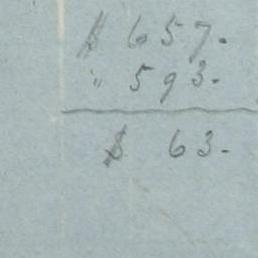 $ 657.
" 593.
$ 63.